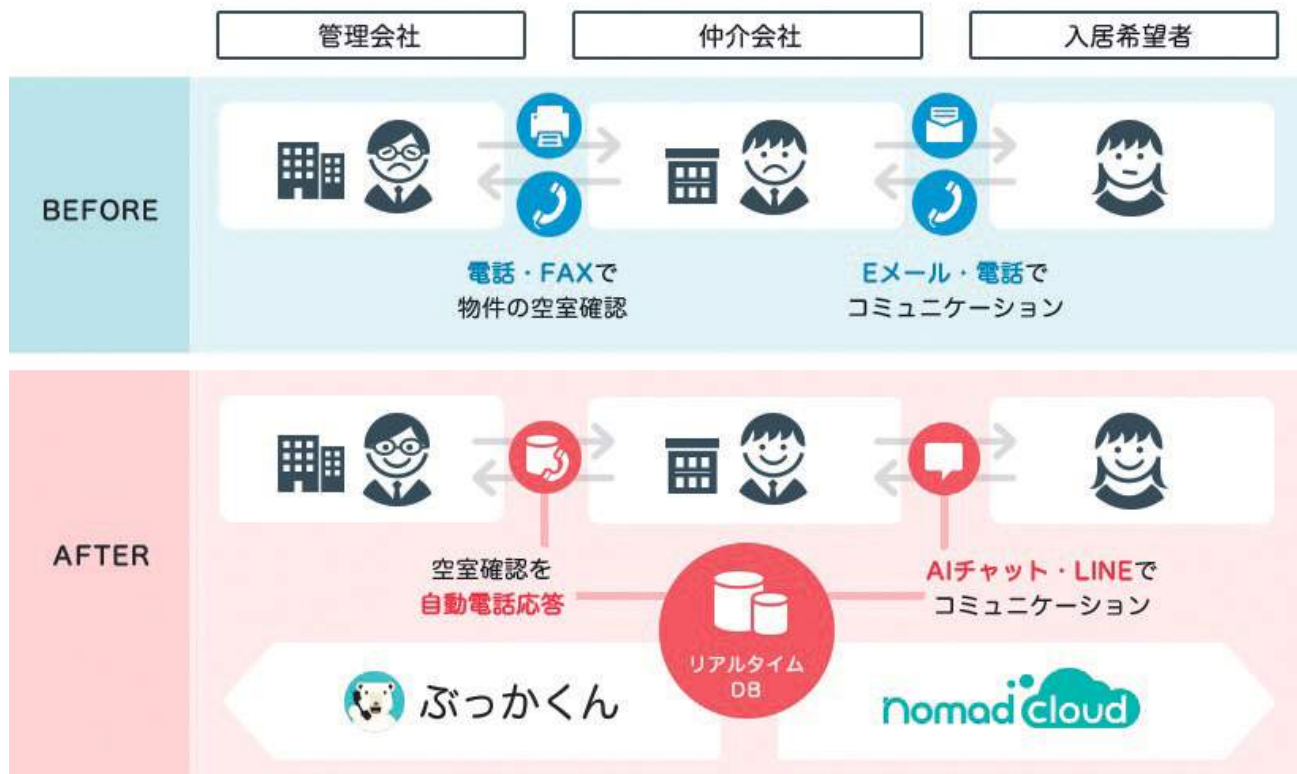 管理会社
仲介会社
入居希望者
BEFORE
電話・FAXで
物件の空室確認
Eメール・電話で
コミュニケーション
AFTER
空室確認を
自動電話応答
AIチャット・LINEで
コミュニケーション
リアルタイム
DB
ぶっかくん
nomad cloud